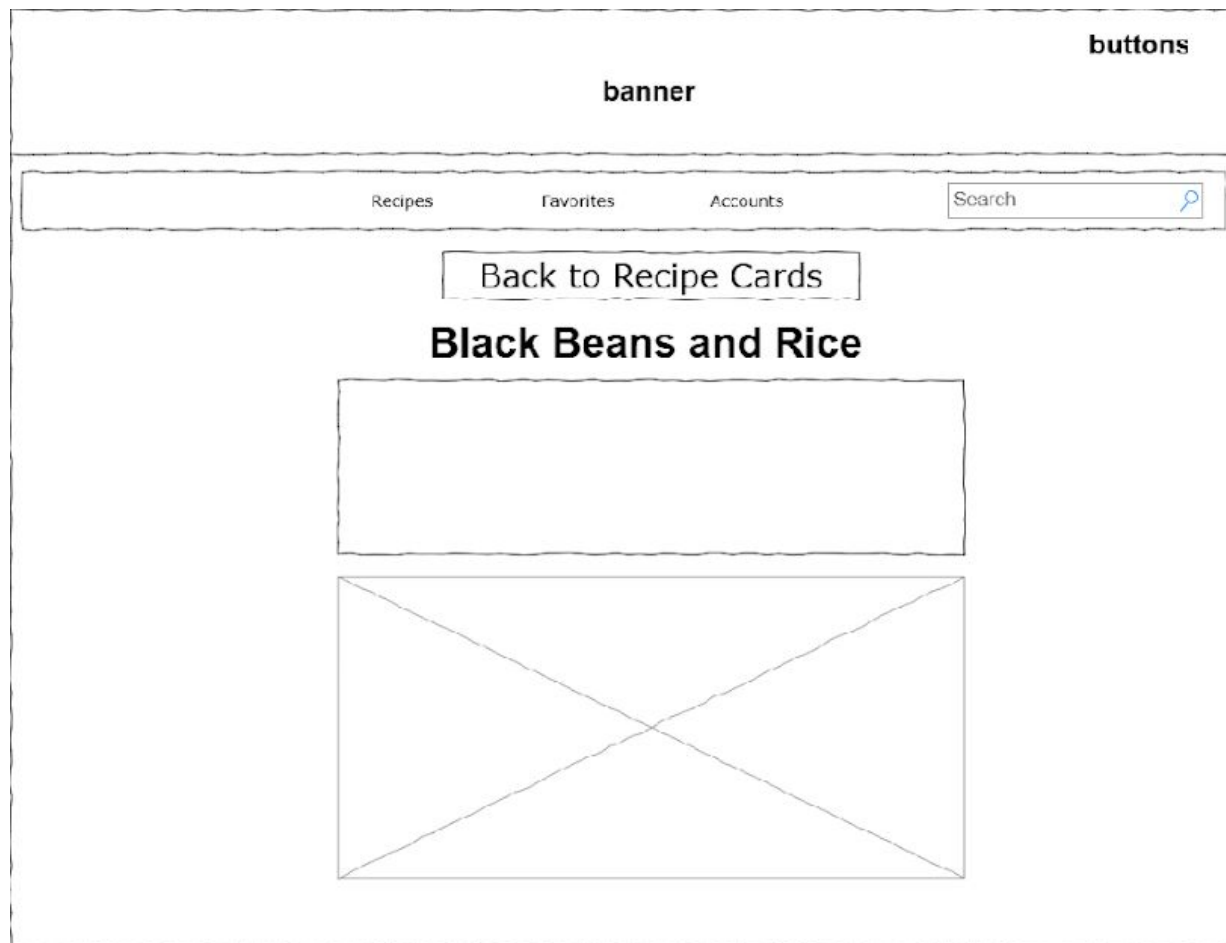 buttons
banner
Recipes Favorites Accounts Search
Back to Recipe Cards
Black Beans and Rice